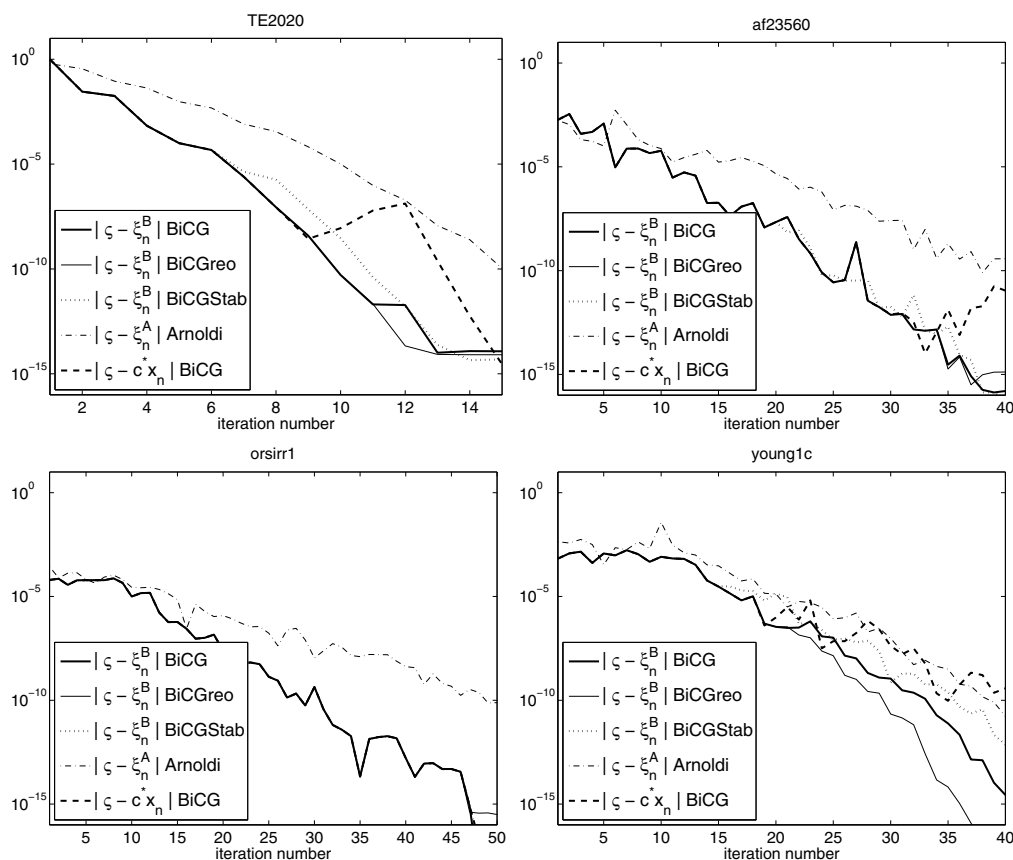 TE2020
10^0
10^-5
10^-10
10^-15
| ς − ξ_n^B | BiCG
| ς − ξ_n^B | BiCGreo
| ς − ξ_n^B | BiCGStab
| ς − ξ_n^A | Arnoldi
| ς − c^*x_n | BiCG
2 4 6 8 10 12 14
iteration number
af23560
10^0
10^-5
10^-10
10^-15
| ς − ξ_n^B | BiCG
| ς − ξ_n^B | BiCGreo
| ς − ξ_n^B | BiCGStab
| ς − ξ_n^A | Arnoldi
| ς − c^*x_n | BiCG
5 10 15 20 25 30 35 40
iteration number
orsirr1
10^0
10^-5
10^-10
10^-15
| ς − ξ_n^B | BiCG
| ς − ξ_n^B | BiCGreo
| ς − ξ_n^B | BiCGStab
| ς − ξ_n^A | Arnoldi
| ς − c^*x_n | BiCG
5 10 15 20 25 30 35 40 45 50
iteration number
young1c
10^0
10^-5
10^-10
10^-15
| ς − ξ_n^B | BiCG
| ς − ξ_n^B | BiCGreo
| ς − ξ_n^B | BiCGStab
| ς − ξ_n^A | Arnoldi
| ς − c^*x_n | BiCG
5 10 15 20 25 30 35 40
iteration number